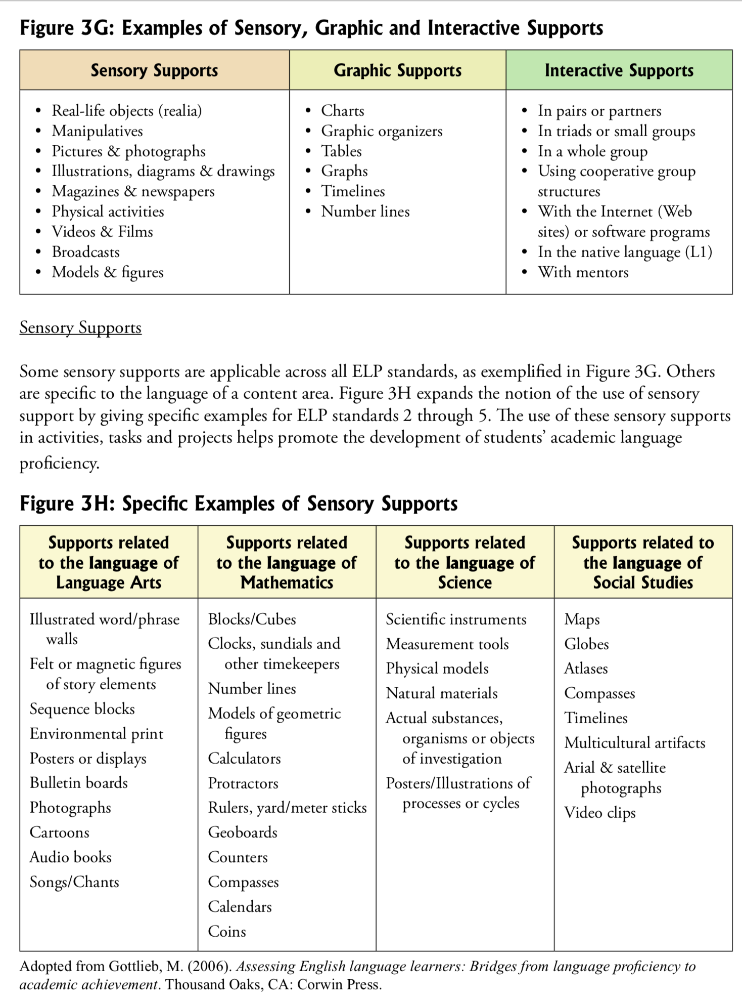 Figure 3G: Examples of Sensory, Graphic and Interactive Supports
Sensory Supports
• Real-life objects (realia)
• Manipulatives
• Pictures & photographs
• Illustrations, diagrams & drawings
• Magazines & newspapers
• Physical activities
• Videos & Films
• Broadcasts
• Models & figures
Graphic Supports
• Charts
• Graphic organizers
• Tables
• Graphs
• Timelines
• Number lines
Interactive Supports
• In pairs or partners
• In triads or small groups
• In a whole group
• Using cooperative group
structures
• With the Internet (Web
sites) or software programs
• In the native language (L1)
• With mentors
Sensory Supports
Some sensory supports are applicable across all ELP standards, as exemplified in Figure 3G. Others
are specific to the language of a content area. Figure 3H expands the notion of the use of sensory
support by giving specific examples for ELP standards 2 through 5. The use of these sensory supports
in activities, tasks and projects helps promote the development of students’ academic language
proficiency.
Figure 3H: Specific Examples of Sensory Supports
Supports related
to the language of
Language Arts
Illustrated word/phrase
walls
Felt or magnetic figures
of story elements
Sequence blocks
Environmental print
Posters or displays
Bulletin boards
Photographs
Cartoons
Audio books
Songs/Chants
Supports related
to the language of
Mathematics
Blocks/Cubes
Clocks, sundials and
other timekeepers
Number lines
Models of geometric
figures
Calculators
Protractors
Rulers, yard/meter sticks
Geoboards
Counters
Compasses
Calendars
Coins
Supports related
to the language of
Science
Scientific instruments
Measurement tools
Physical models
Natural materials
Actual substances,
organisms or objects
of investigation
Posters/Illustrations of
processes or cycles
Supports related to
the language of
Social Studies
Maps
Globes
Atlases
Compasses
Timelines
Multicultural artifacts
Arial & satellite
photographs
Video clips
Adopted from Gottlieb, M. (2006). Assessing English language learners: Bridges from language proficiency to
academic achievement. Thousand Oaks, CA: Corwin Press.